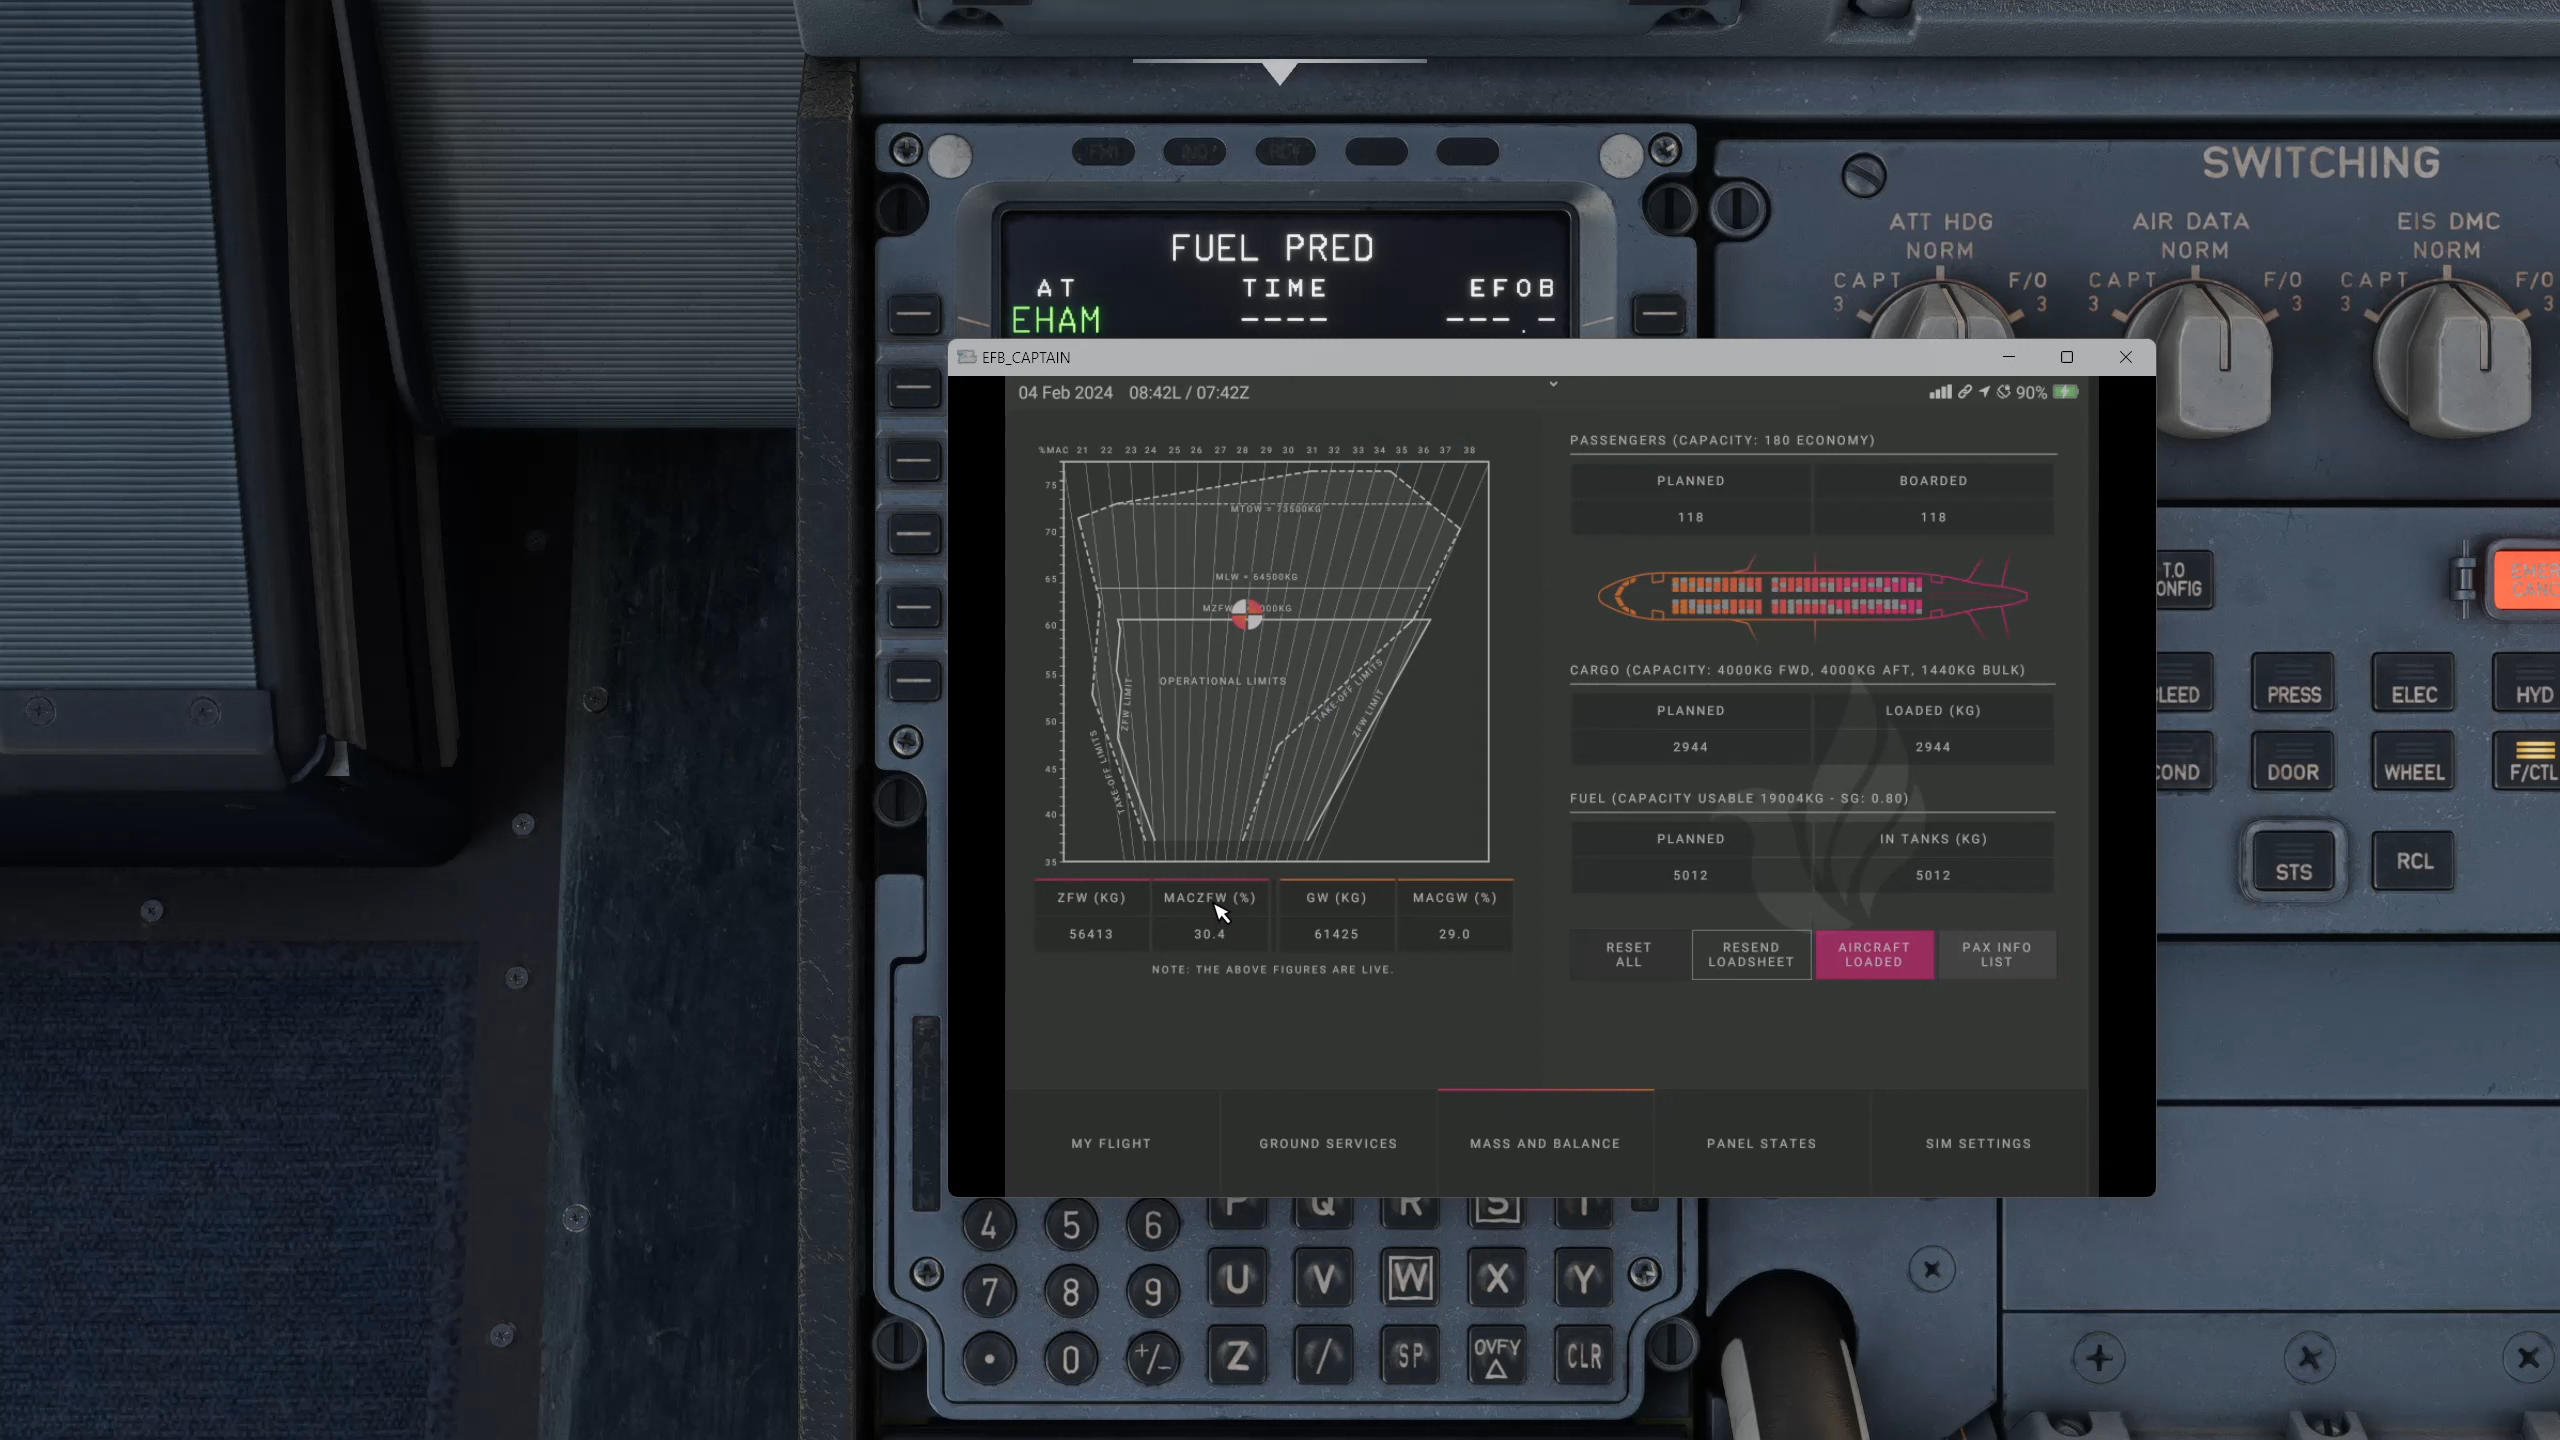 SWITCHING
ATT HDG AIR DATA EIS DMC
NORM NORM NORM
CAPT F/O CAPT F/O CAPT F/O
3 3 3 3 3 3
FUEL PRED
AT TIME EFOB
EHAM ---- ---.-
EFB_CAPTAIN
04 Feb 2024 08:42L / 07:42Z
90%
%MAC 21 22 23 24 25 26 27 28 29 30 31 32 33 34 35 36 37 38
75
70
65
60
55
50
45
40
35
MTOW = 73500KG
MLW = 64500KG
OPERATIONAL LIMITS
TAKE-OFF LIMITS
ZFW LIMIT
TAKE-OFF LIMITS
ZFW LIMIT
ZFW (KG) MACZFW (%) GW (KG) MACGW (%)
56413 30.4 61425 29.0
NOTE: THE ABOVE FIGURES ARE LIVE.
PASSENGERS (CAPACITY: 180 ECONOMY)
PLANNED BOARDED
118 118
CARGO (CAPACITY: 4000KG FWD, 4000KG AFT, 1440KG BULK)
PLANNED LOADED (KG)
2944 2944
FUEL (CAPACITY USABLE 19004KG - SG: 0.80)
PLANNED IN TANKS (KG)
5012 5012
RESET ALL
RESEND LOADSHEET
AIRCRAFT LOADED
PAX INFO LIST
MY FLIGHT GROUND SERVICES MASS AND BALANCE PANEL STATES SIM SETTINGS
T.O
PRESS ELEC HYD
DOOR WHEEL F/CTL
STS RCL
4 5 6 P Q R S
7 8 9 U V W X Y
. 0 +/- Z / SP OVFY CLR